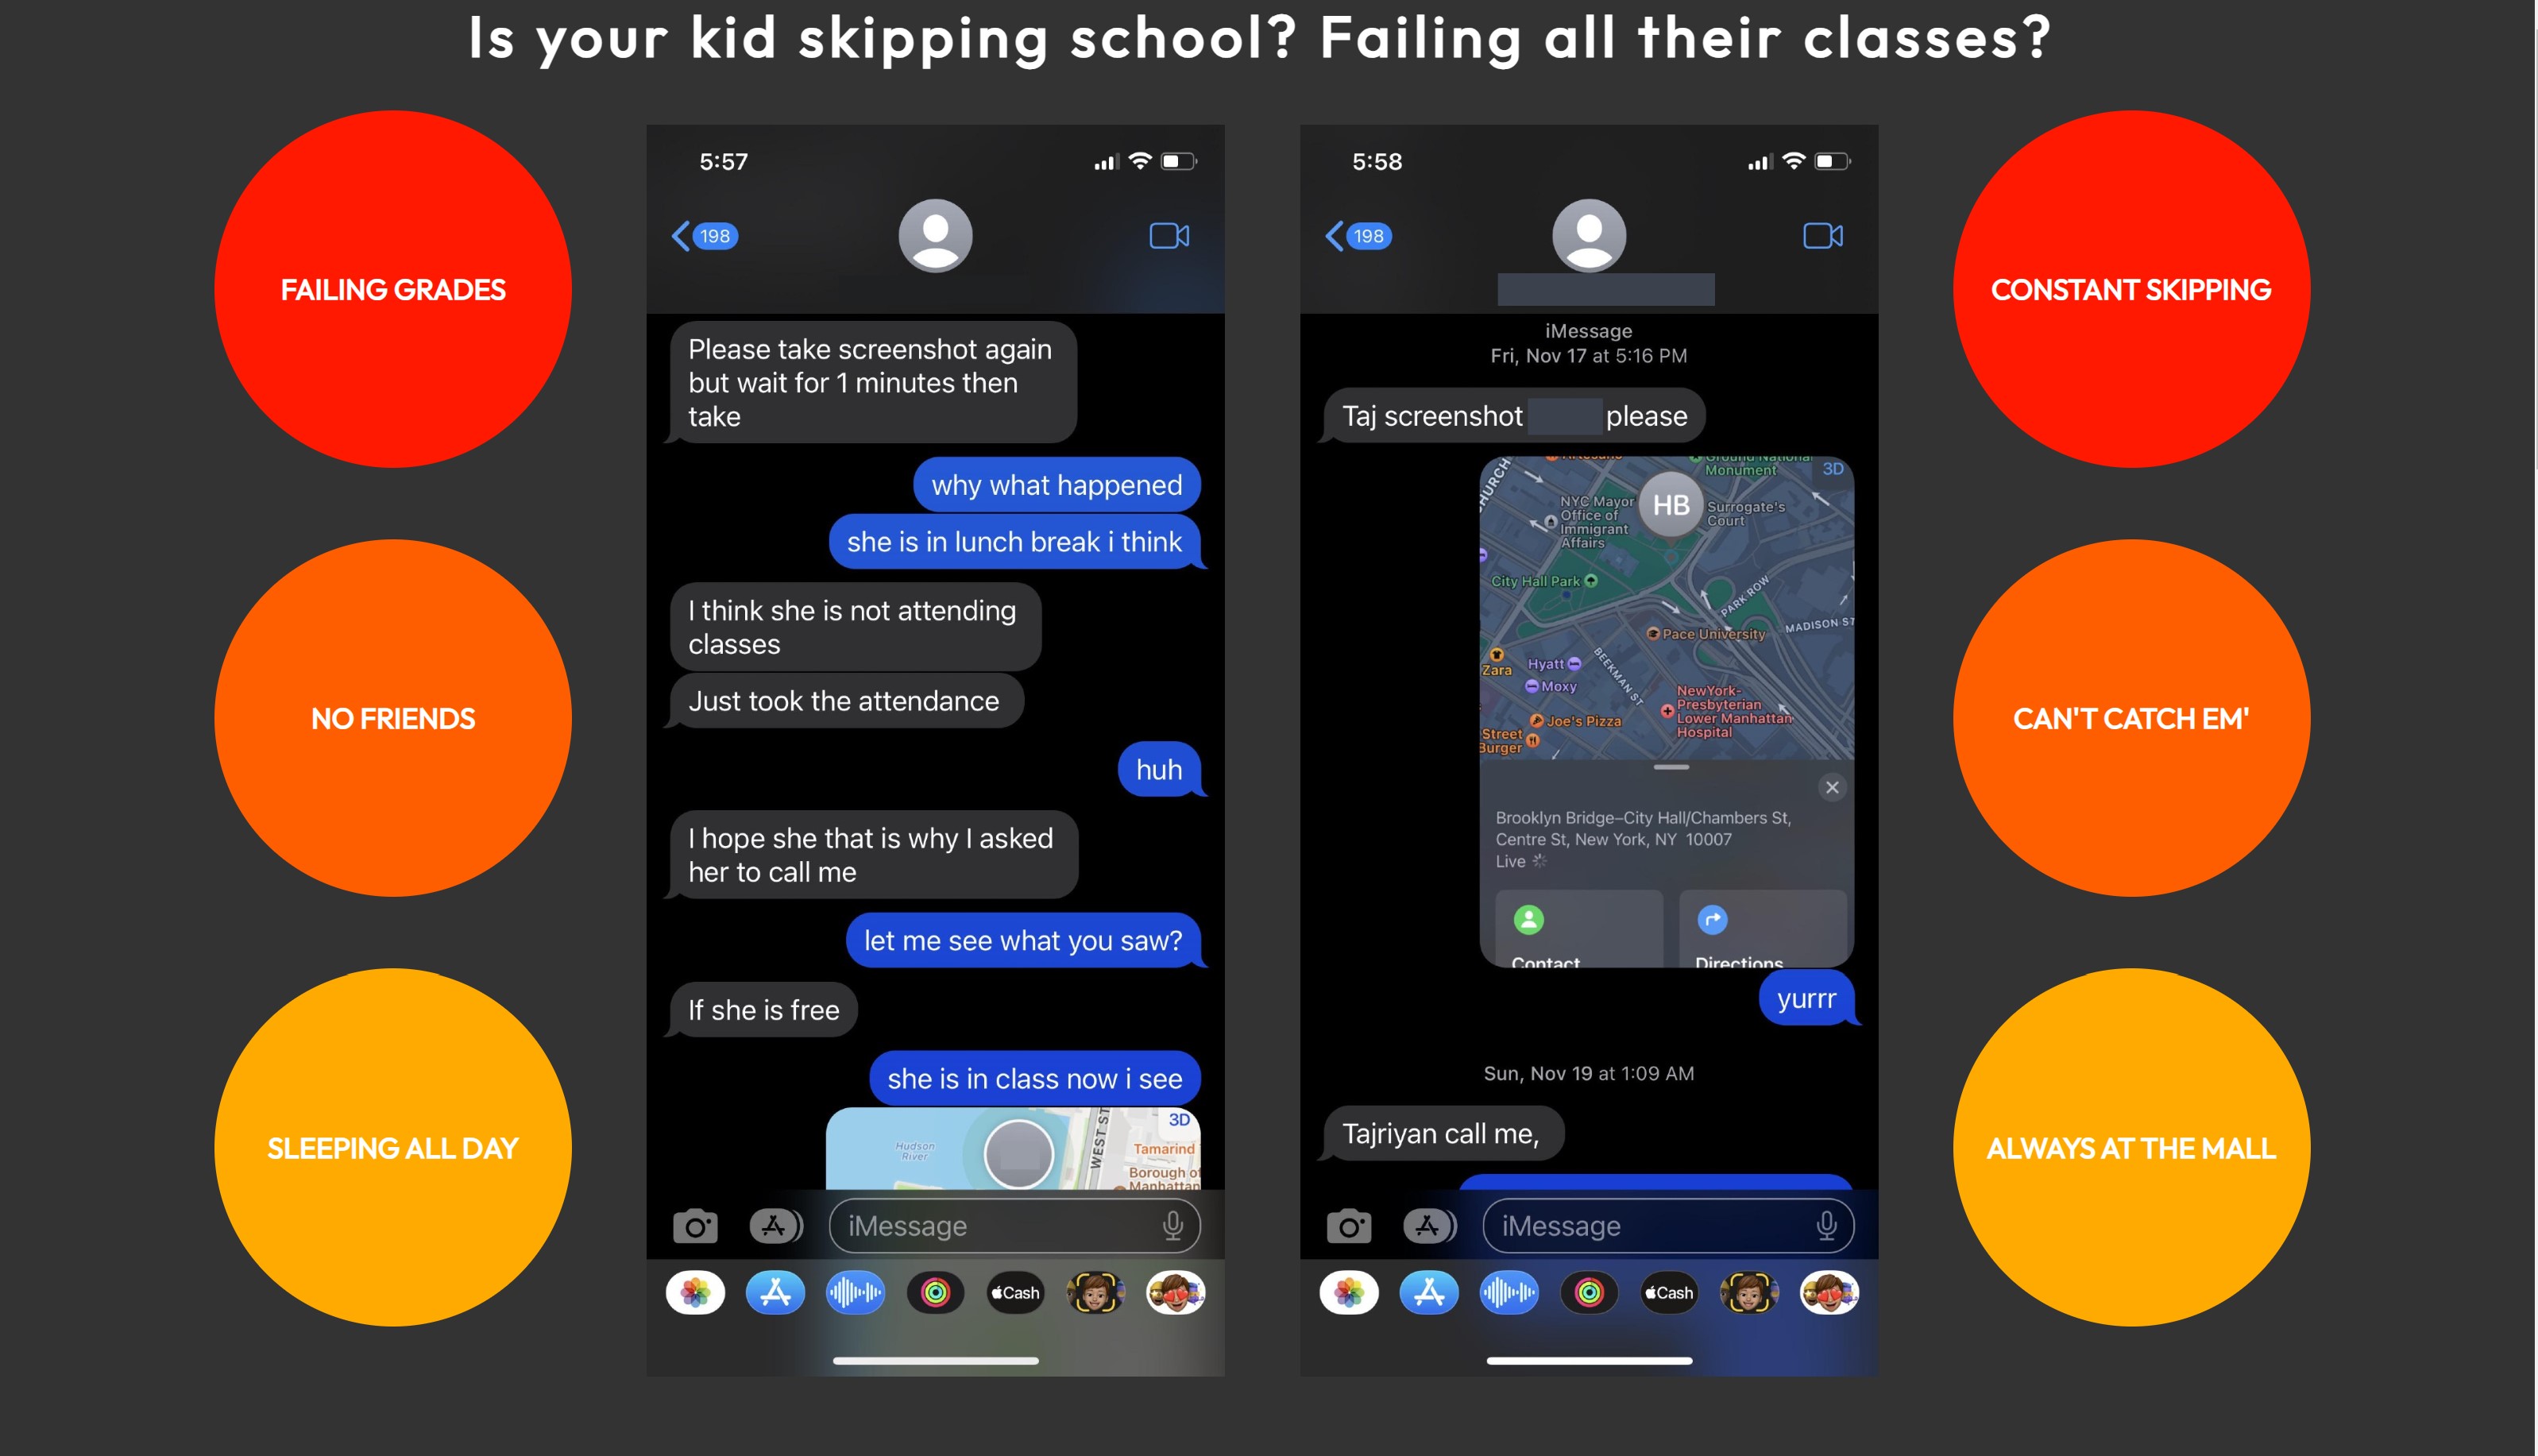 Is your kid skipping school? Failing all their classes?
FAILING GRADES
NO FRIENDS
SLEEPING ALL DAY
5:57
198
Please take screenshot again
but wait for 1 minutes then
take
why what happened
she is in lunch break i think
I think she is not attending
classes
Just took the attendance
huh
I hope she that is why I asked
her to call me
let me see what you saw?
If she is free
she is in class now i see
3D
Hudson
River
WEST ST
Tamarind
Borough of
Manhattan
iMessage
Cash
5:58
198
iMessage
Fri, Nov 17 at 5:16 PM
Taj screenshot please
Ground National
Monument
3D
CHURCH
HB
NYC Mayor
Office of
Immigrant
Affairs
Surrogate's
Court
City Hall Park
PARK ROW
MADISON ST
Pace University
Zara
Hyatt
Moxy
BEEKMAN ST
NewYork-
Presbyterian
Lower Manhattan
Hospital
Joe's Pizza
Street
Burger
Brooklyn Bridge–City Hall/Chambers St,
Centre St, New York, NY 10007
Live
Contact
Directions
yurrr
Sun, Nov 19 at 1:09 AM
Tajriyan call me,
iMessage
Cash
CONSTANT SKIPPING
CAN'T CATCH EM'
ALWAYS AT THE MALL